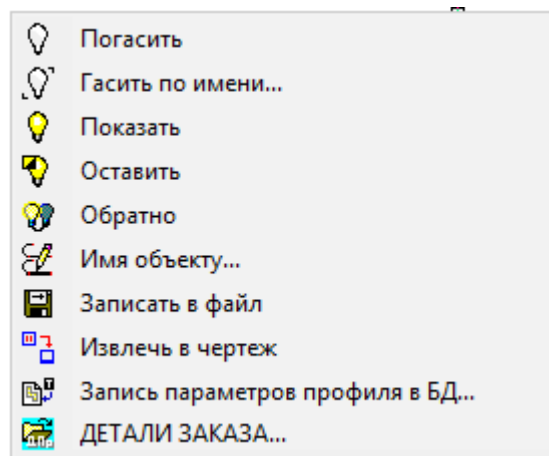 Погасить
Гасить по имени...
Показать
Оставить
Обратно
Имя объекту...
Записать в файл
Извлечь в чертеж
Запись параметров профиля в БД...
ДЕТАЛИ ЗАКАЗА...